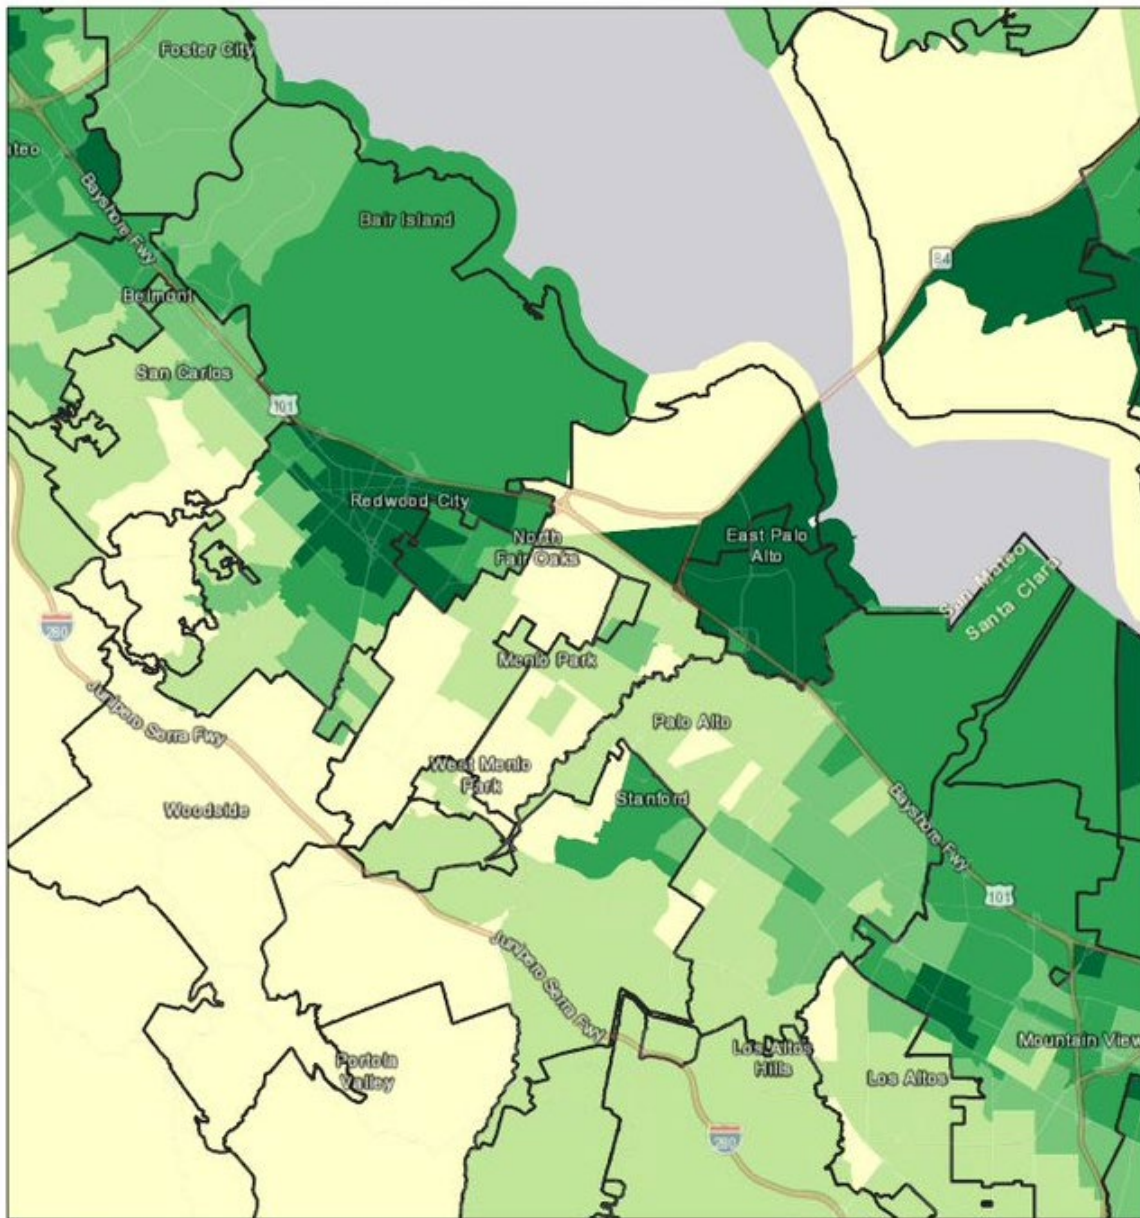 Foster City
ateo
Bair Island
Bayshore Fwy
84
Belmont
San Carlos
101
Redwood City
East Palo
Alto
North
Fair Oaks
San Mateo
Santa Clara
280
Menlo Park
Junipero Serra Fwy
Palo Alto
West Menlo
Park
Stanford
Woodside
Bayshore Fwy
101
Junipero Serra Fwy
Mountain View
Los Altos
Hills
Portola
Valley
Los Altos
280